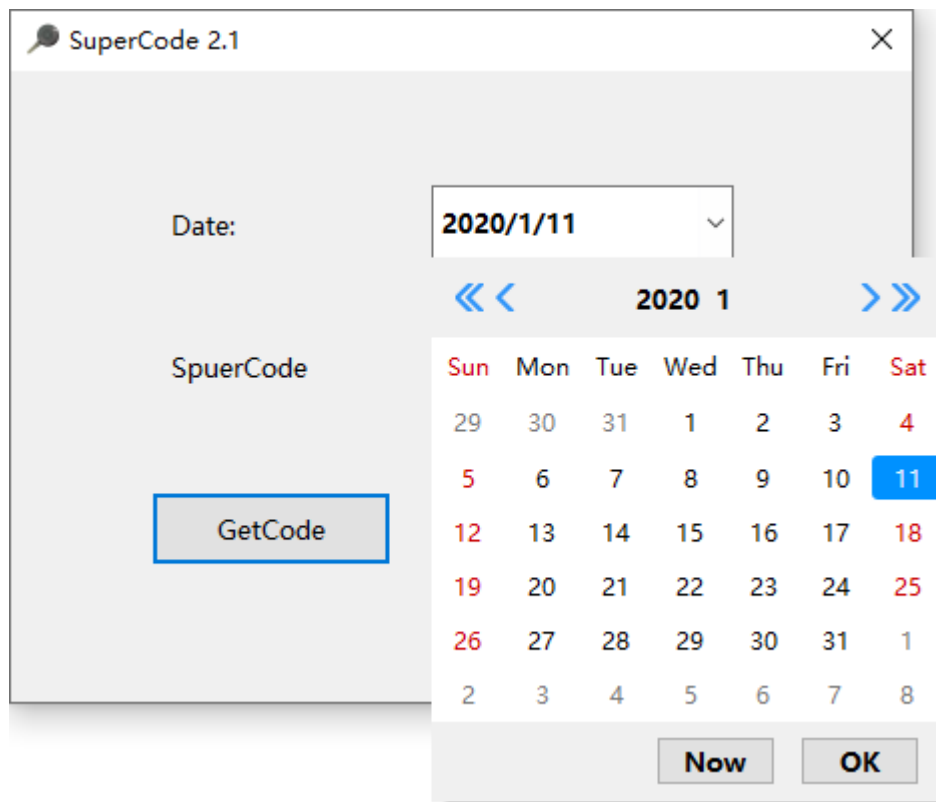 SuperCode 2.1
Date:
2020/1/11
2020 1
SpuerCode
Sun Mon Tue Wed Thu Fri Sat
29 30 31 1 2 3 4
5 6 7 8 9 10 11
GetCode
12 13 14 15 16 17 18
19 20 21 22 23 24 25
26 27 28 29 30 31 1
2 3 4 5 6 7 8
Now OK